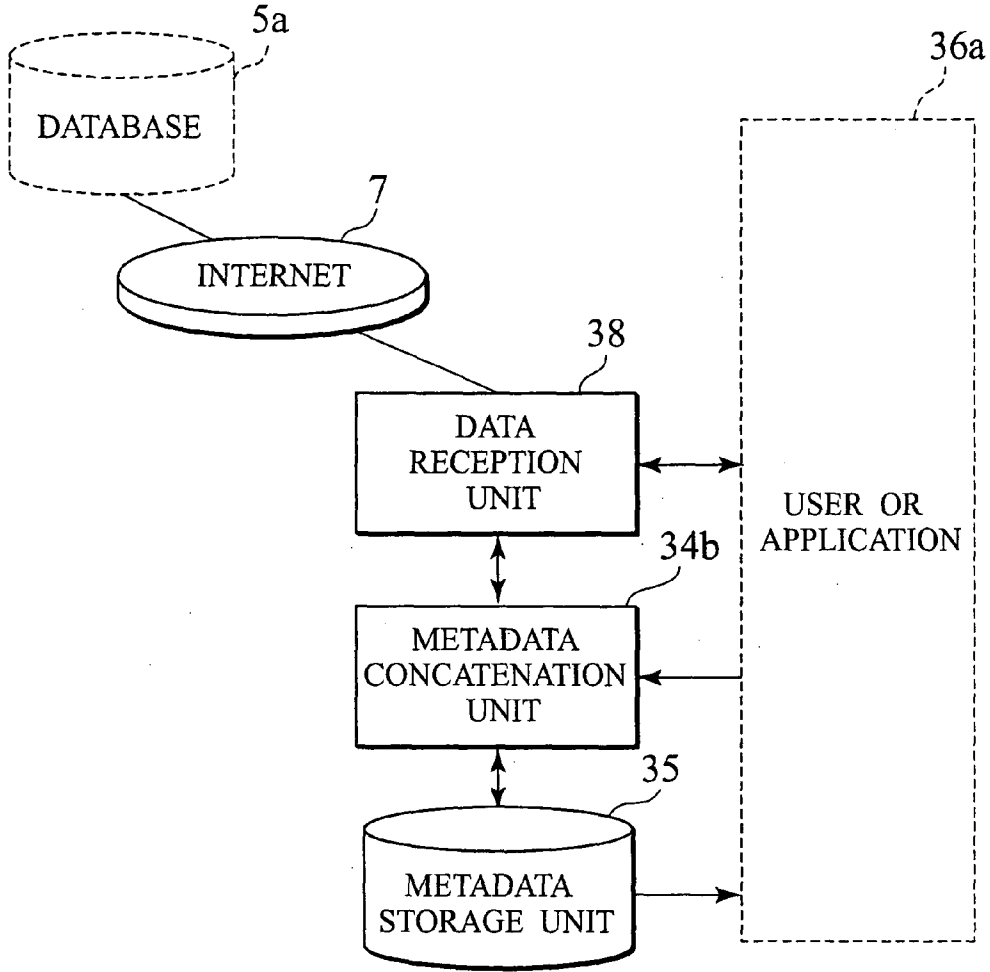 5a
DATABASE
36a
7
INTERNET
38
DATA
RECEPTION
UNIT
USER OR
APPLICATION
34b
METADATA
CONCATENATION
UNIT
35
METADATA
STORAGE UNIT